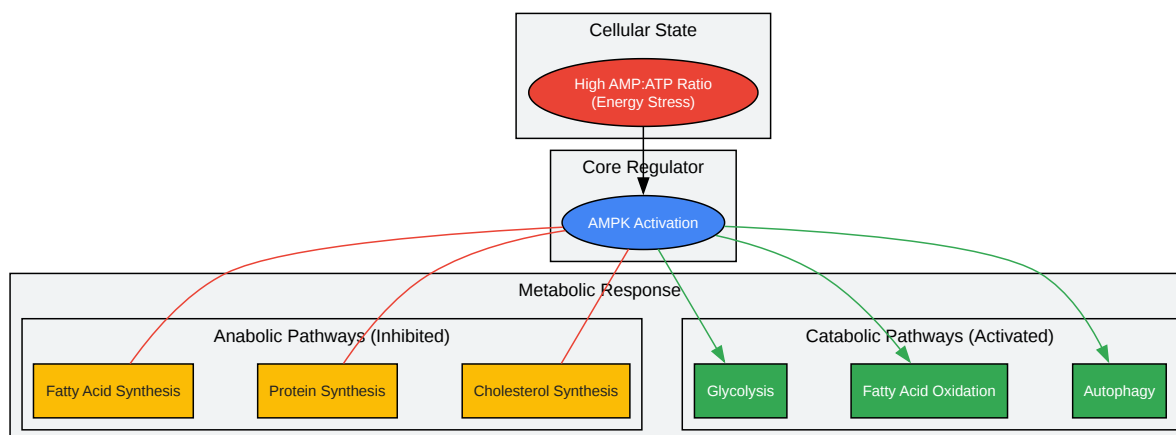 Cellular State
High AMP:ATP Ratio
(Energy Stress)
Core Regulator
AMPK Activation
Metabolic Response
Anabolic Pathways (Inhibited)
Catabolic Pathways (Activated)
Fatty Acid Synthesis
Protein Synthesis
Cholesterol Synthesis
Glycolysis
Fatty Acid Oxidation
Autophagy